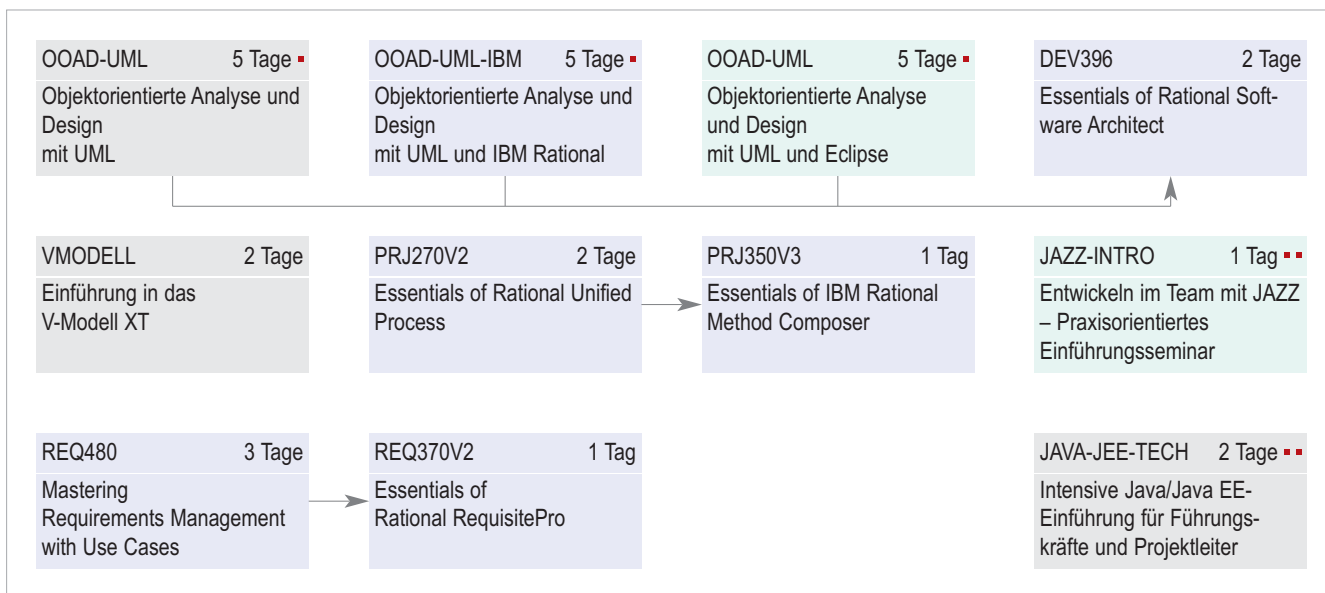 OOAD-UML 5 Tage
Objektorientierte Analyse und
Design
mit UML
OOAD-UML-IBM 5 Tage
Objektorientierte Analyse und
Design
mit UML und IBM Rational
OOAD-UML 5 Tage
Objektorientierte Analyse
und Design
mit UML und Eclipse
DEV396 2 Tage
Essentials of Rational Soft-
ware Architect
VMODELL 2 Tage
Einführung in das
V-Modell XT
PRJ270V2 2 Tage
Essentials of Rational Unified
Process
PRJ350V3 1 Tag
Essentials of IBM Rational
Method Composer
JAZZ-INTRO 1 Tag
Entwickeln im Team mit JAZZ
– Praxisorientiertes
Einführungsseminar
REQ480 3 Tage
Mastering
Requirements Management
with Use Cases
REQ370V2 1 Tag
Essentials of
Rational RequisitePro
JAVA-JEE-TECH 2 Tage
Intensive Java/Java EE-
Einführung für Führungs-
kräfte und Projektleiter